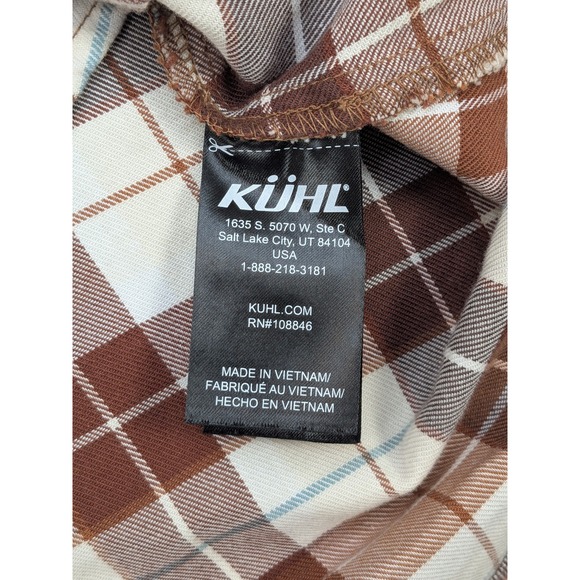 KÜHL®
1635 S. 5070 W, Ste C
Salt Lake City, UT 84104
USA
1-888-218-3181
KUHL.COM
RN#108846
MADE IN VIETNAM/
FABRIQUÉ AU VIETNAM/
HECHO EN VIETNAM